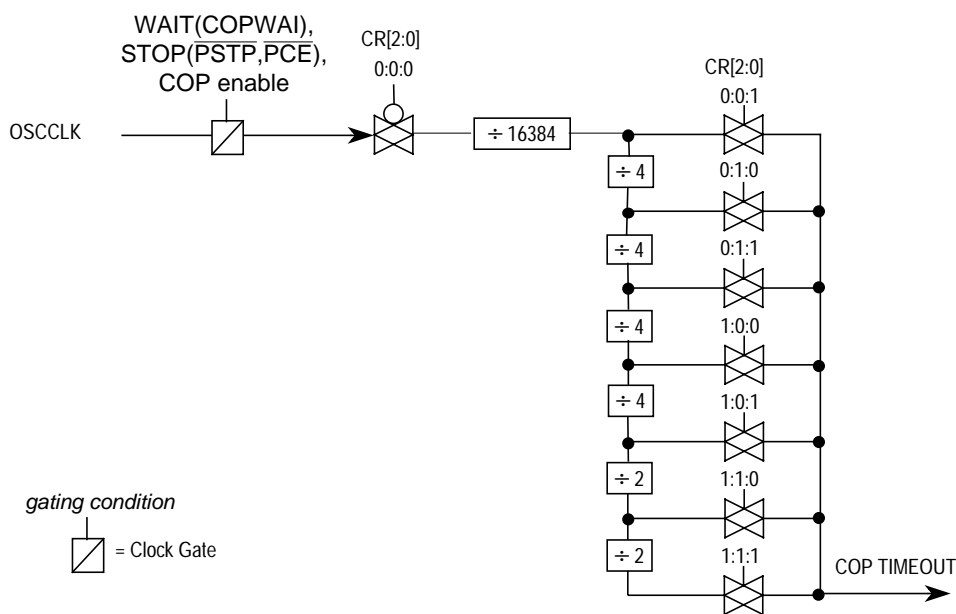 WAIT(COPWAI),
STOP(PSTP,PCE),
COP enable
CR[2:0]
0:0:0
CR[2:0]
0:0:1
OSCCLK
÷ 16384
÷ 4
0:1:0
÷ 4
0:1:1
÷ 4
1:0:0
÷ 4
1:0:1
÷ 2
1:1:0
÷ 2
1:1:1
gating condition
= Clock Gate
COP TIMEOUT